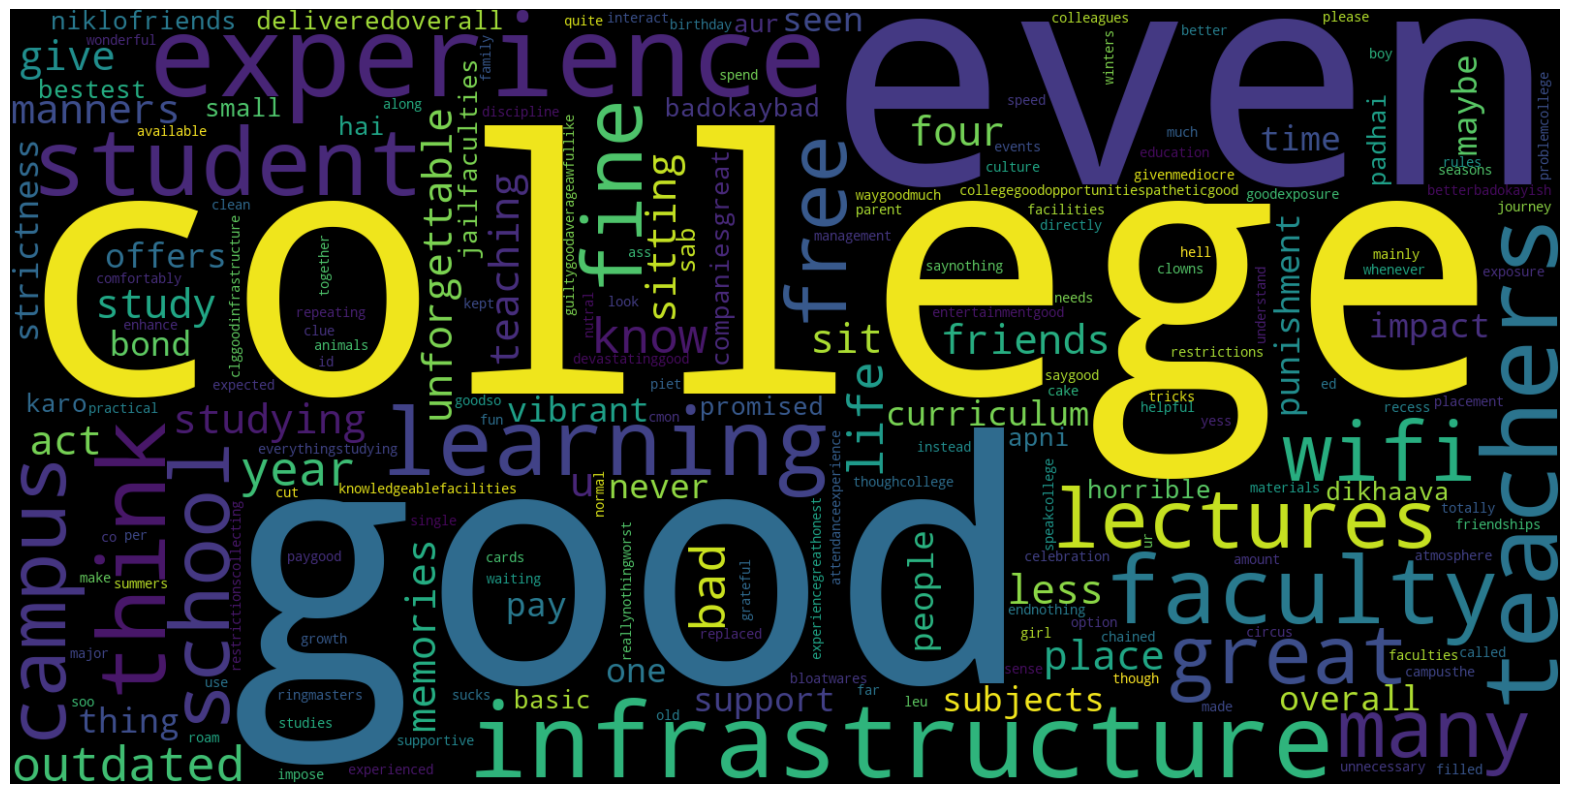 niklofriends
deliveredoverall
quite
interact
birthday
aur
seen
colleagues
please
wonderful
experience
even
family
better
winters
boy
give
bestest
spend
speed
manners
small
along
discipline
badokaybad
four
time
padhai
maybe
problemcollege
available
hai
jailfaculties
fine
free
events
much
culture
education
rules
seasons
student
strictness
unforgettable
teaching
sitting
sab
companiesgreat
waygoodmuch
givenmediocre
collegegoodopportunitiespatheticgood
goodexposure
betterbadokayish
parent
facilities
directly
journey
clean
college
clggoodinfrastructure
guiltygoodaverageawfullike
ass
management
punishment
teachers
offers
together
comfortably
look
saynothing
hell
clowns
mainly
whenever
exposure
study
repeating
kept
nutral
needs
understand
enhance
clue
animals
id
bond
know
sit
entertainmentgood
friends
impact
restrictions
devastatinggood
expected
piet
life
saygood
cake
tricks
ed
karo
practical
goodso
fun
vibrant
cmon
promised
curriculum
helpful
yess
recess
placement
studying
act
think
school
everythingstudying
learning
instead
apni
wifi
year
cut
knowledgeablefacilities
u
normal
never
thoughcollege
horrible
materials
dikhaava
campus
co
per
single
reallynothingworst
experiencegreathonest
attendanceexperience
speakcollege
ur
lectures
totally
friendships
good
paygood
memories
cards
waiting
pay
bad
grateful
people
celebration
amount
atmosphere
make
summers
restrictionscollecting
less
faculty
endnothing
option
growth
replaced
girl
chained
circus
major
one
place
great
faculties
called
use
ringmasters
sucks
bloatwares
far
sense
though
campusthe
soo
thing
basic
support
leu
subjects
made
overall
many
roam
studies
supportive
old
infrastructure
outdated
impose
experienced
unnecessary
filled